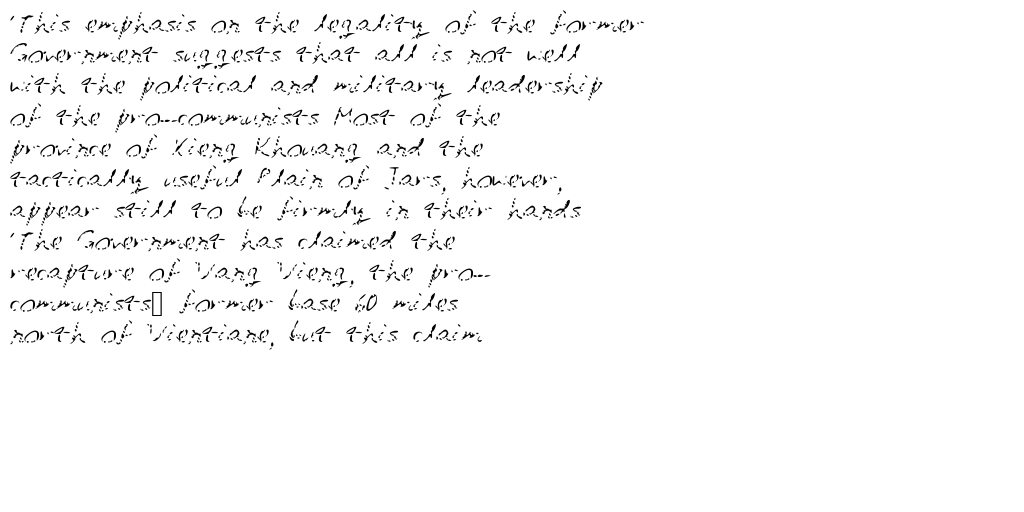 'This emphasis on the legality of the former
Government suggests that all is not well
with the political and military leadership
of the pro--communists Most of the
province of Xieng Khouang and the
tactically useful Plain of Jars, however,
appear still to be firmly in their hands
'The Government has claimed the
recapture of Vang Vieng, the pro--
communists▯ former base 60 miles
north of Vientiane, but this claim